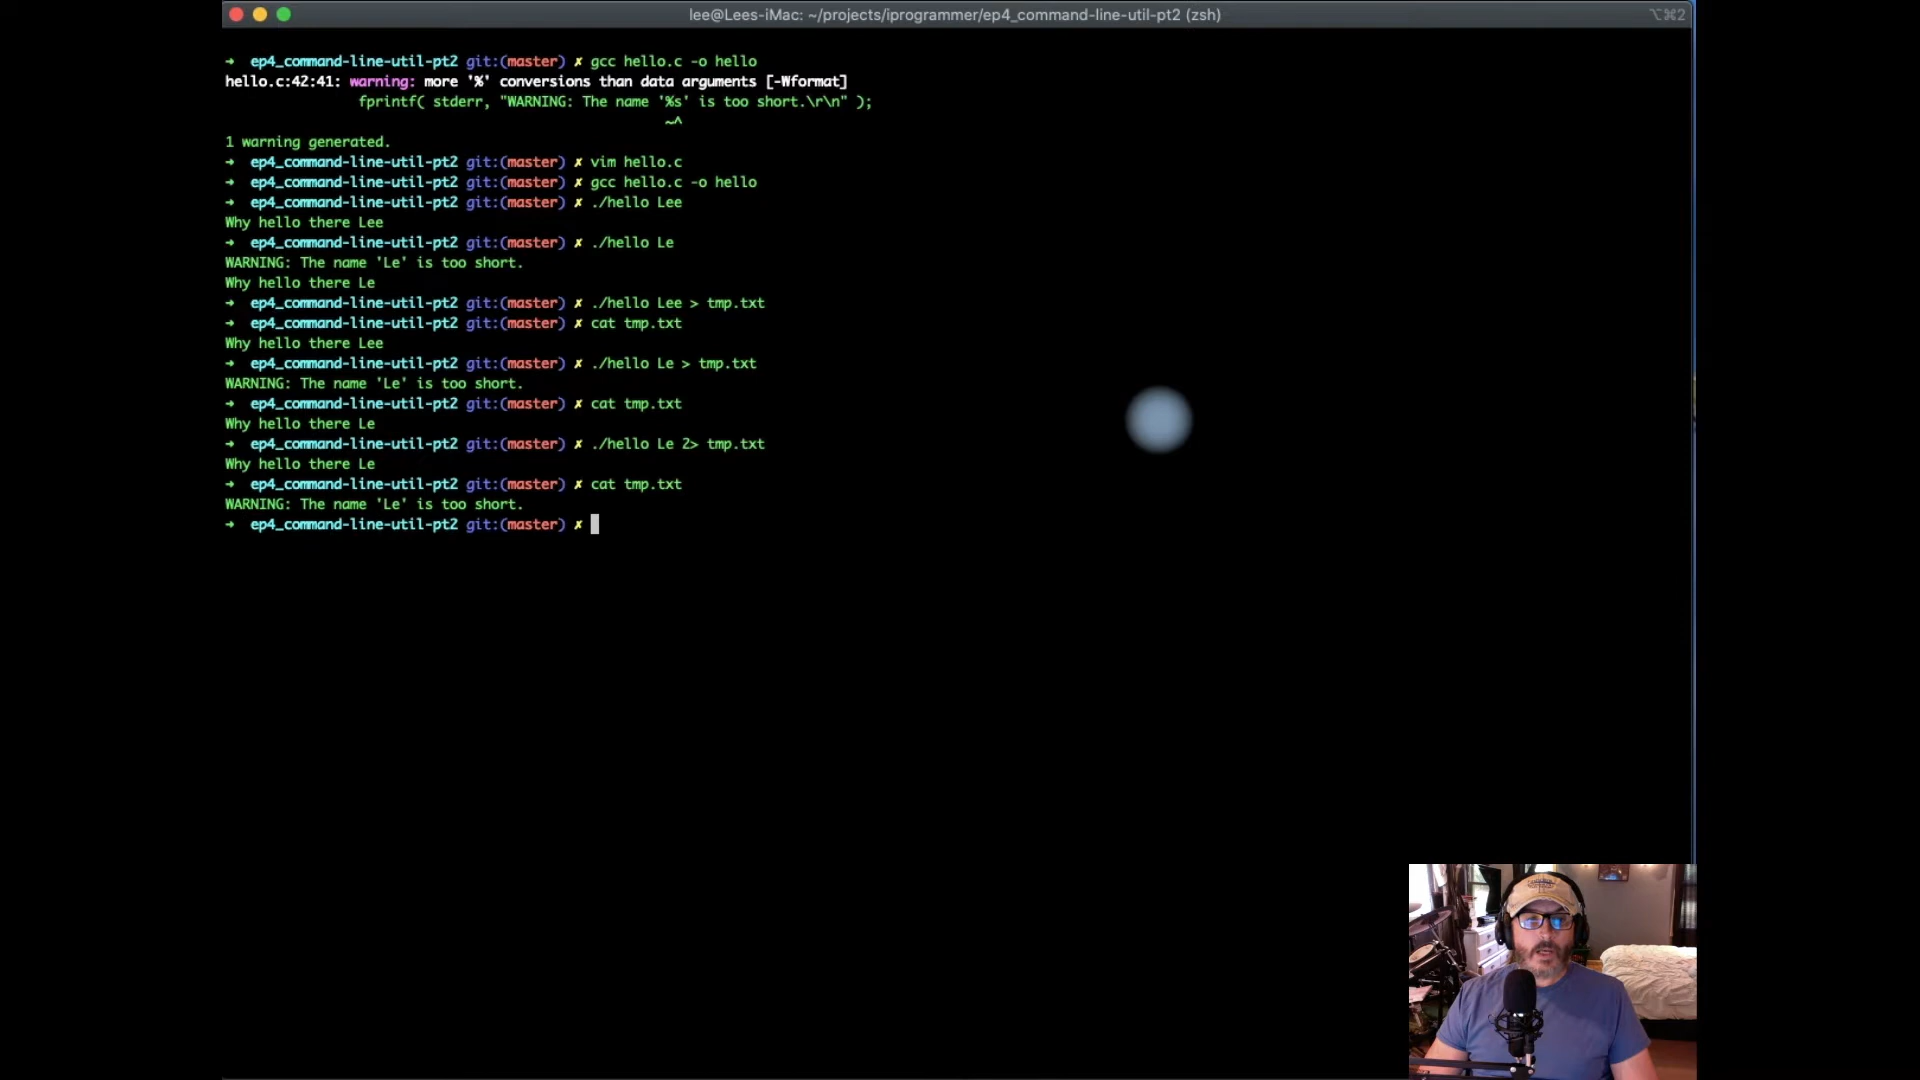 lee@Lees-iMac: ~/projects/iprogrammer/ep4_command-line-util-pt2 (zsh) ⌥⌘2
➜ ep4_command-line-util-pt2 git:(master) ✗ gcc hello.c -o hello
hello.c:42:41: warning: more '%' conversions than data arguments [-Wformat]
fprintf( stderr, "WARNING: The name '%s' is too short.\r\n" );
~^
1 warning generated.
➜ ep4_command-line-util-pt2 git:(master) ✗ vim hello.c
➜ ep4_command-line-util-pt2 git:(master) ✗ gcc hello.c -o hello
➜ ep4_command-line-util-pt2 git:(master) ✗ ./hello Lee
Why hello there Lee
➜ ep4_command-line-util-pt2 git:(master) ✗ ./hello Le
WARNING: The name 'Le' is too short.
Why hello there Le
➜ ep4_command-line-util-pt2 git:(master) ✗ ./hello Lee > tmp.txt
➜ ep4_command-line-util-pt2 git:(master) ✗ cat tmp.txt
Why hello there Lee
➜ ep4_command-line-util-pt2 git:(master) ✗ ./hello Le > tmp.txt
WARNING: The name 'Le' is too short.
➜ ep4_command-line-util-pt2 git:(master) ✗ cat tmp.txt
Why hello there Le
➜ ep4_command-line-util-pt2 git:(master) ✗ ./hello Le 2> tmp.txt
Why hello there Le
➜ ep4_command-line-util-pt2 git:(master) ✗ cat tmp.txt
WARNING: The name 'Le' is too short.
➜ ep4_command-line-util-pt2 git:(master) ✗